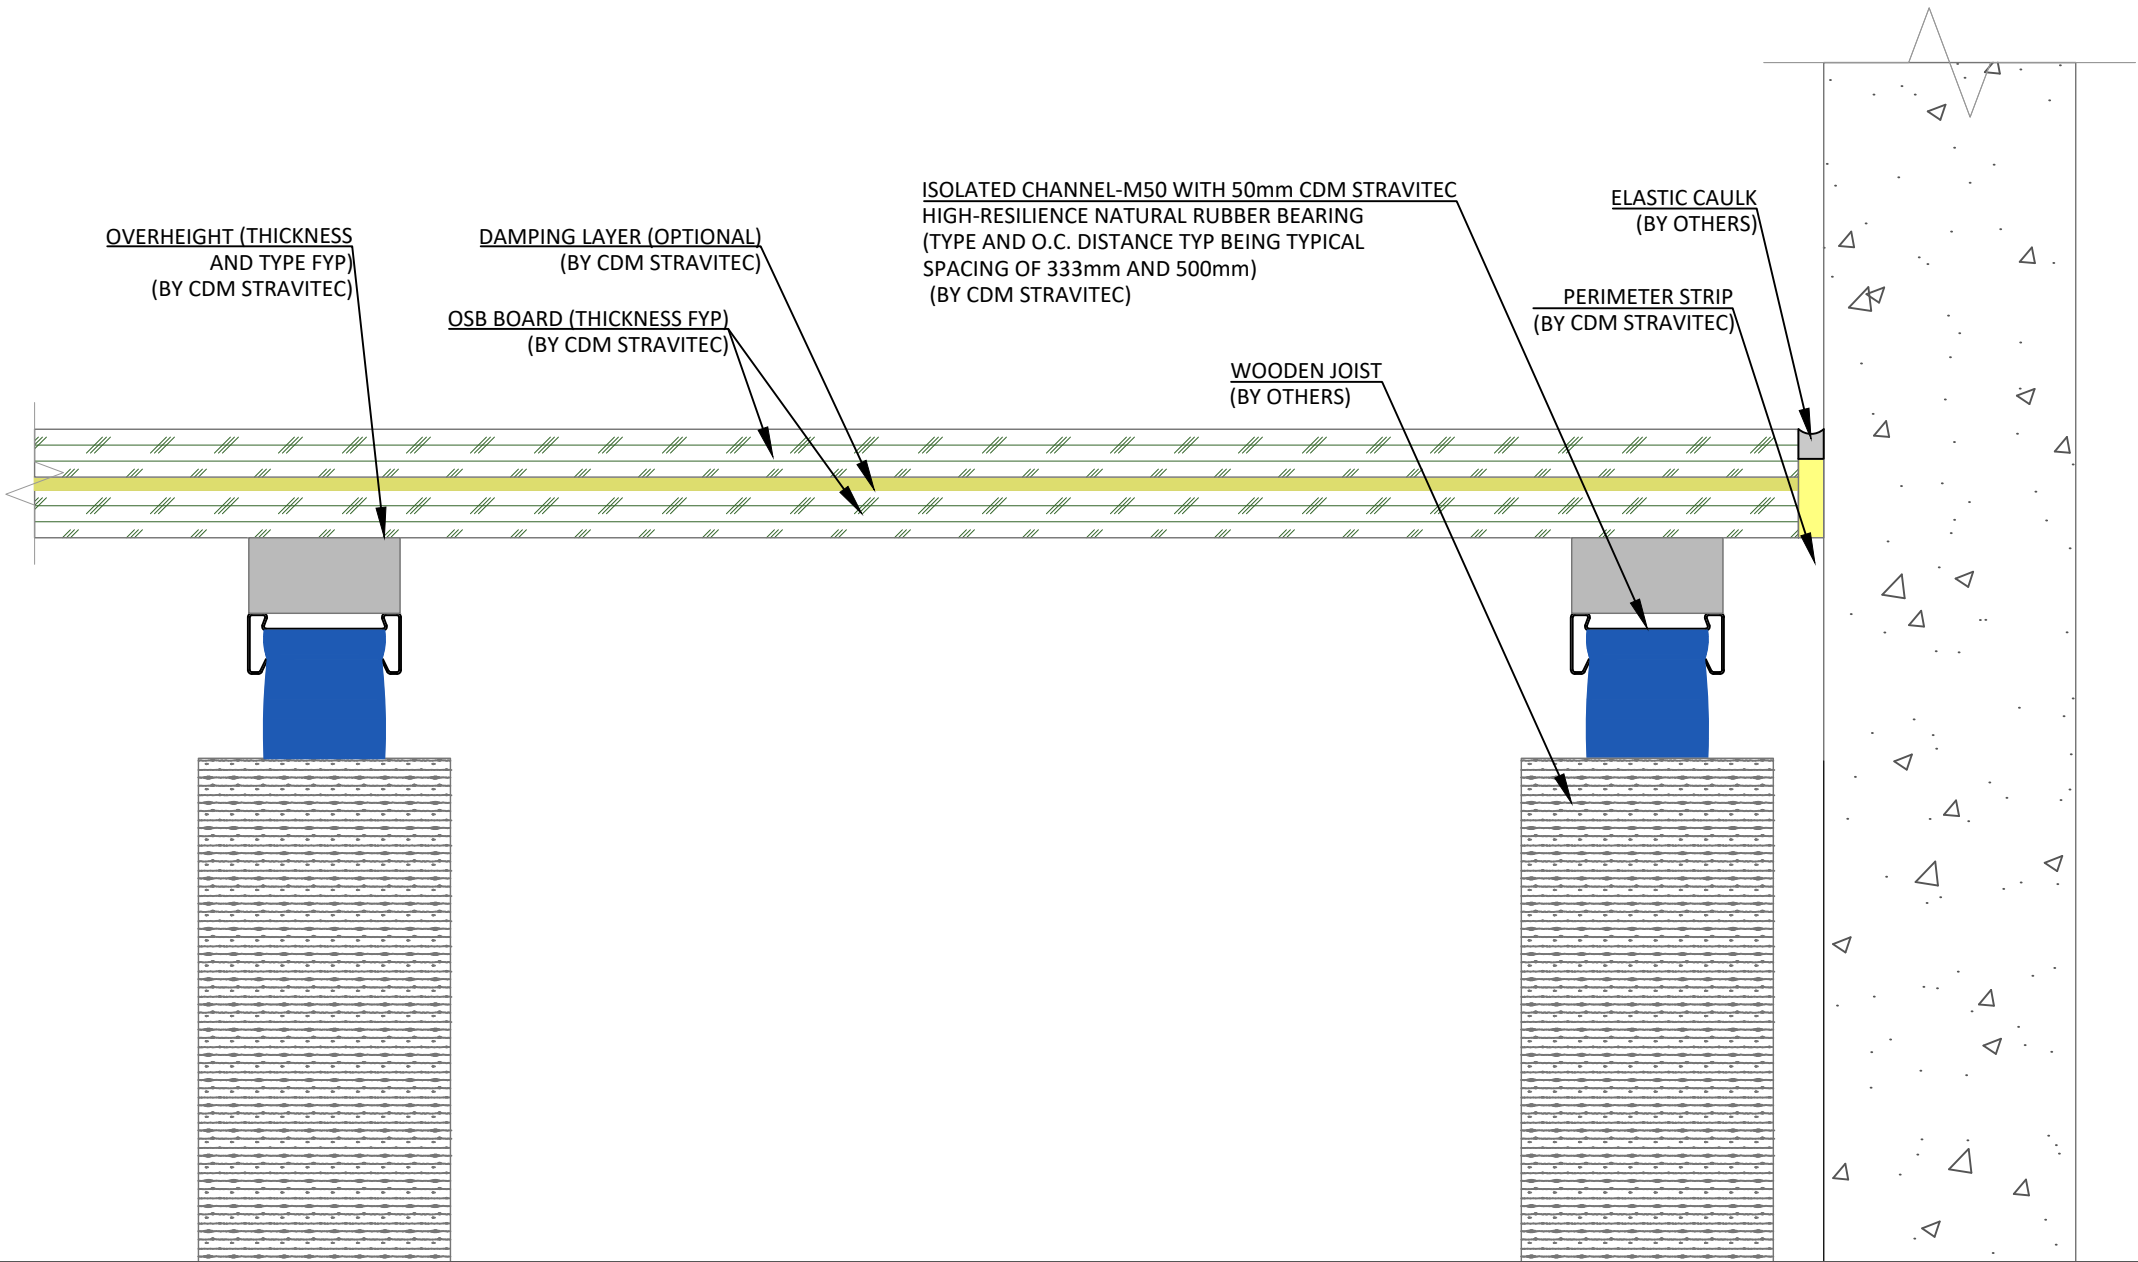 OVERHEIGHT (THICKNESS
AND TYPE FYP)
(BY CDM STRAVITEC)
DAMPING LAYER (OPTIONAL)
(BY CDM STRAVITEC)
OSB BOARD (THICKNESS FYP)
(BY CDM STRAVITEC)
ISOLATED CHANNEL-M50 WITH 50mm CDM STRAVITEC
HIGH-RESILIENCE NATURAL RUBBER BEARING
(TYPE AND O.C. DISTANCE TYP BEING TYPICAL
SPACING OF 333mm AND 500mm)
(BY CDM STRAVITEC)
WOODEN JOIST
(BY OTHERS)
ELASTIC CAULK
(BY OTHERS)
PERIMETER STRIP
(BY CDM STRAVITEC)